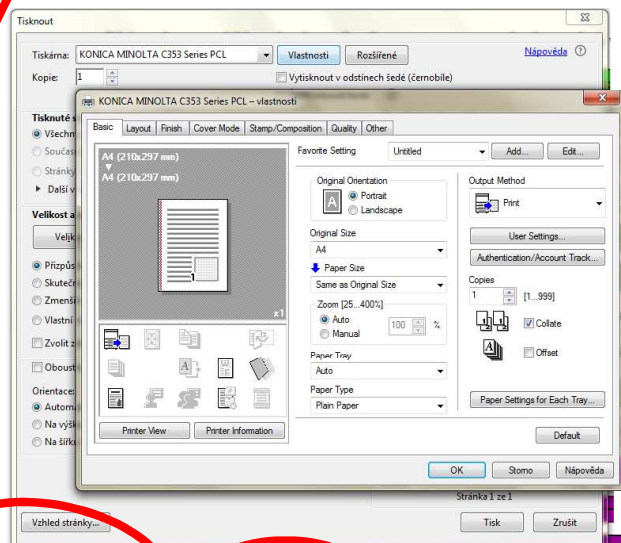 Tisknout
Tiskárna: KONICA MINOLTA C353 Series PCL Vlastnosti Rozšířené Nápověda ?
Kopie: 1 Vytisknout v odstínech šedé (černobíle)
KONICA MINOLTA C353 Series PCL – vlastnosti
Tisknuté s
Všechn
Současn
Stránky
Další v
Velikost a
Velik
Přizpůs
Skutečn
Zmenši
Vlastní
Zvolit z
Oboust
Orientace:
Automa
Na výšk
Na šířku
Basic Layout Finish Cover Mode Stamp/Composition Quality Other
A4 (210x297 mm)
A4 (210x297 mm)
1
x1
Printer View Printer Information
Favorite Setting Untitled Add... Edit...
Original Orientation
A Portrait
Landscape
Original Size
A4
Paper Size
Same as Original Size
Zoom [25...400%]
Auto
Manual 100 %
Paper Tray
Auto
Paper Type
Plain Paper
Output Method
Print
User Settings...
Authentication/Account Track...
Copies
1 [1...999]
Collate
Offset
Paper Settings for Each Tray...
Default
OK Storno Nápověda
Stránka 1 ze 1
Vzhled stránky... Tisk Zrušit